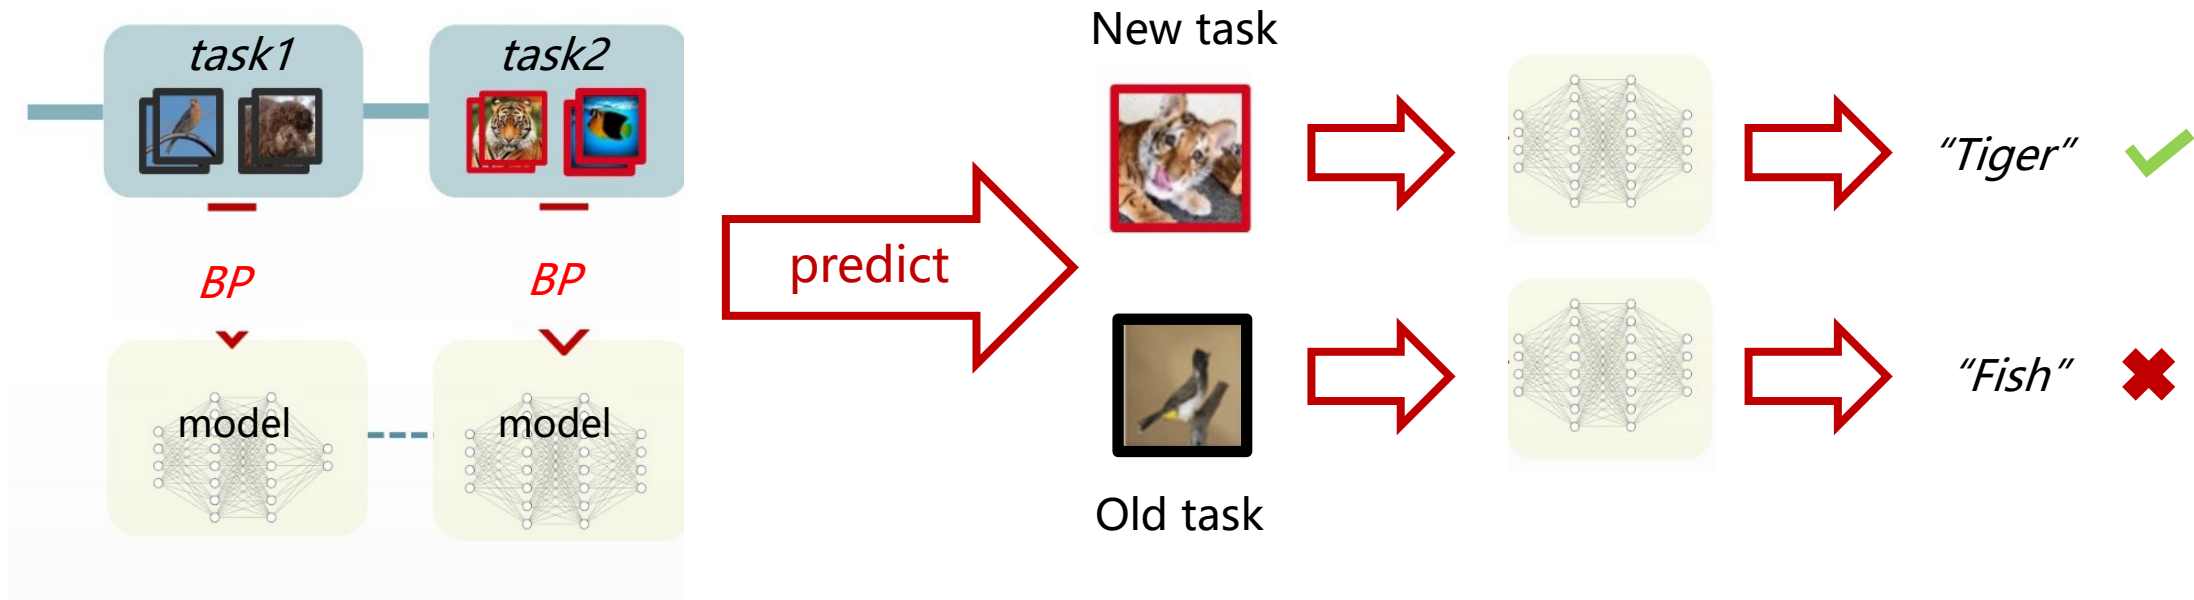 task1
task2
BP
BP
model
model
predict
New task
“Tiger”
“Fish”
Old task